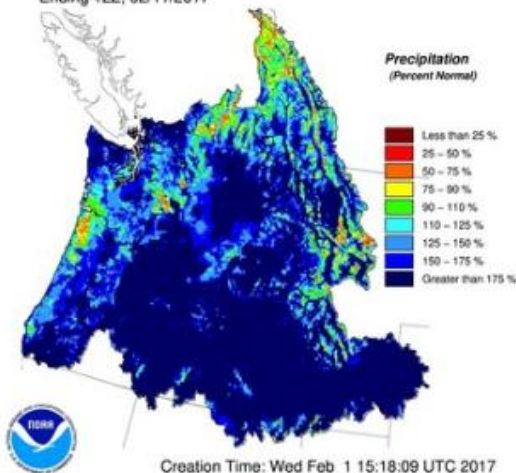 Precipitation
(Percent Normal)
Less than 25 %
25 – 50 %
50 – 75 %
75 – 90 %
90 – 110 %
110 – 125 %
125 – 150 %
150 – 175 %
Greater than 175 %
NOAA
Creation Time: Wed Feb 1 15:18:09 UTC 2017